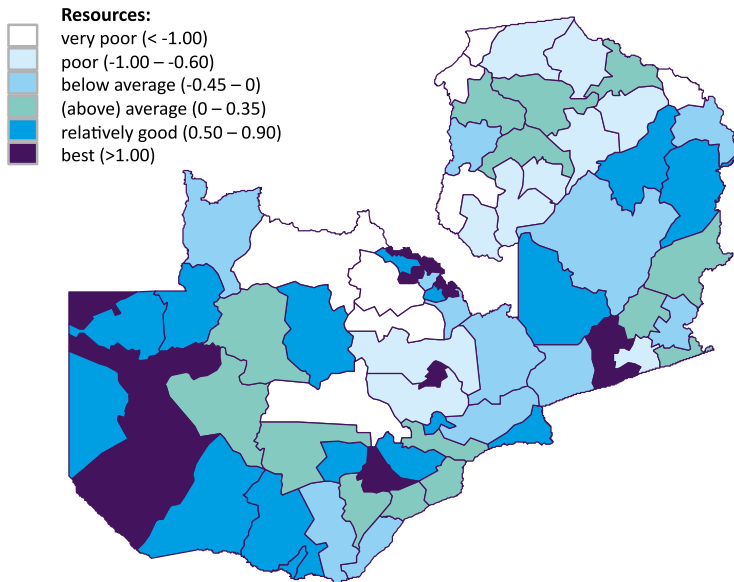 Resources:
very poor (< -1.00)
poor (-1.00 – -0.60)
below average (-0.45 – 0)
(above) average (0 – 0.35)
relatively good (0.50 – 0.90)
best (>1.00)